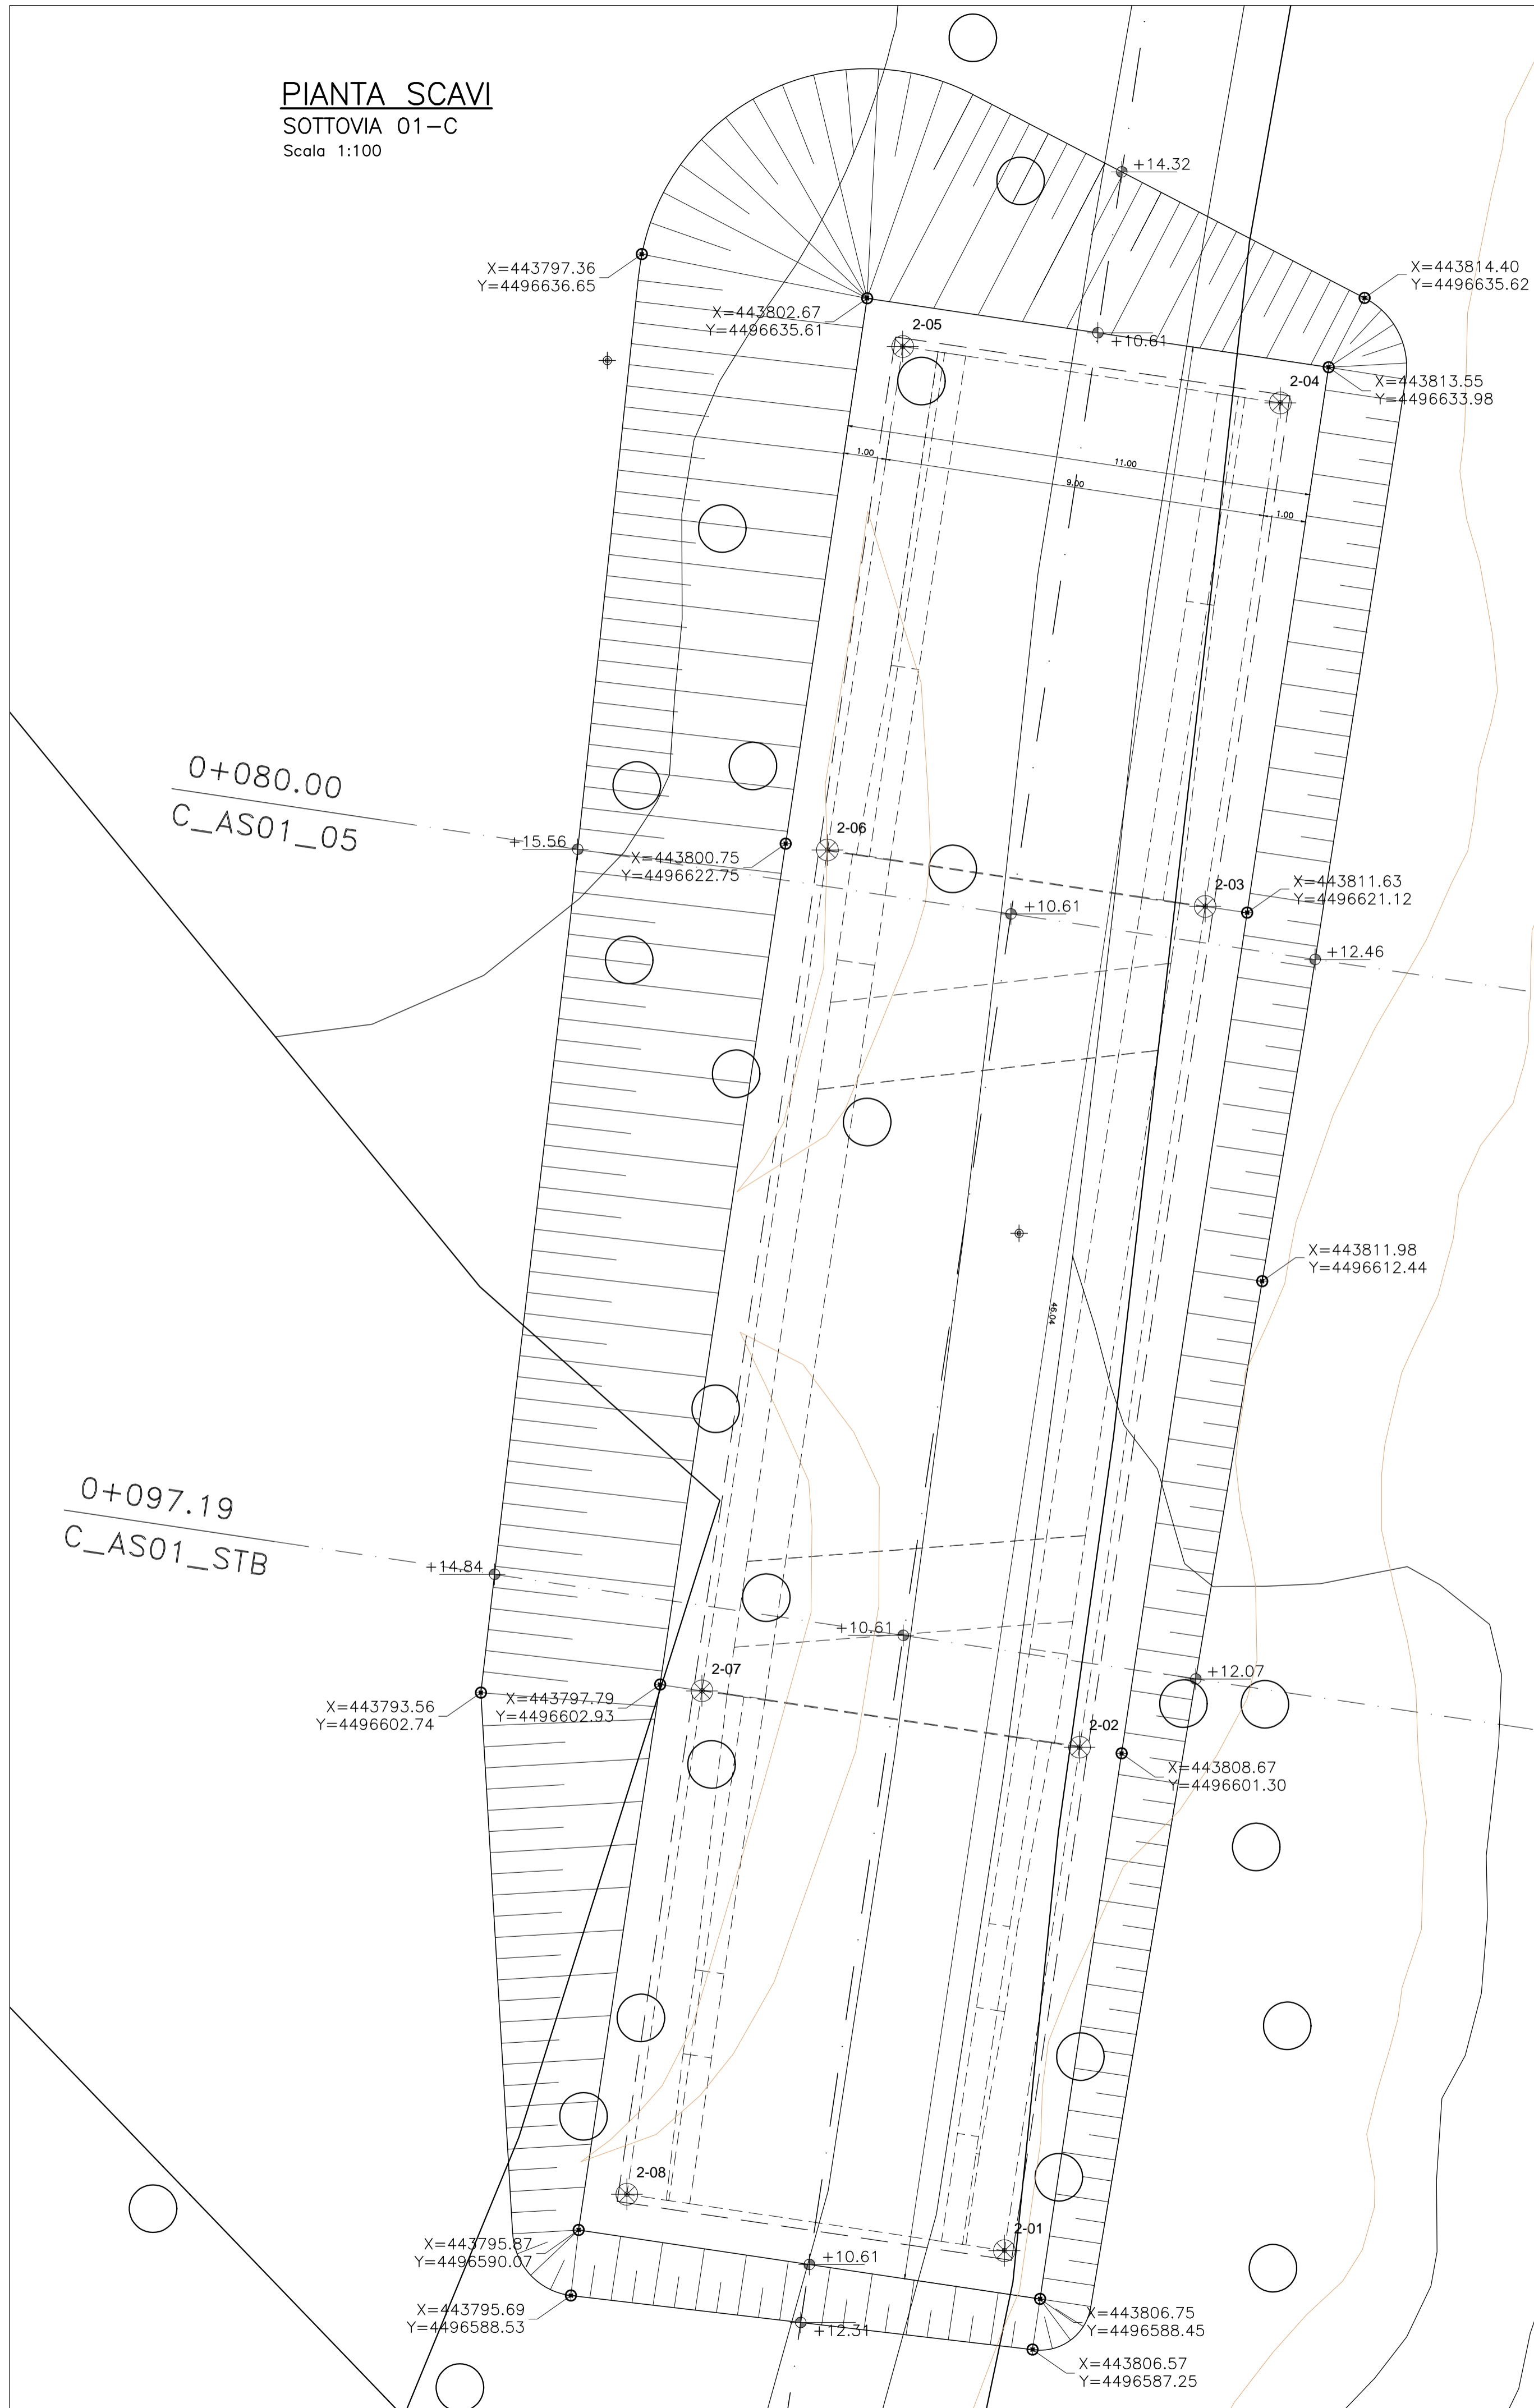 PIANTA SCAVI
SOTTOVIA 01-C
Scala 1:100
+14.32
X=443797.36
Y=4496636.65
X=443814.40
Y=4496635.62
X=443802.67
Y=4496635.61
2-05
+10.61
2-04
X=443813.55
Y=4496633.98
1.00
11.00
9.00
1.00
0+080.00
C_AS01_05
+15.56
2-06
X=443800.75
Y=4496622.75
2-03
X=443811.63
Y=4496621.12
+10.61
+12.46
X=443811.98
Y=4496612.44
46.04
0+097.19
C_AS01_STB
+14.84
+10.61
2-07
+12.07
X=443793.56
Y=4496602.74
X=443797.79
Y=4496602.93
2-02
X=443808.67
Y=4496601.30
2-08
2-01
X=443795.87
Y=4496590.07
+10.61
X=443795.69
Y=4496588.53
+12.31
X=443806.75
Y=4496588.45
X=443806.57
Y=4496587.25